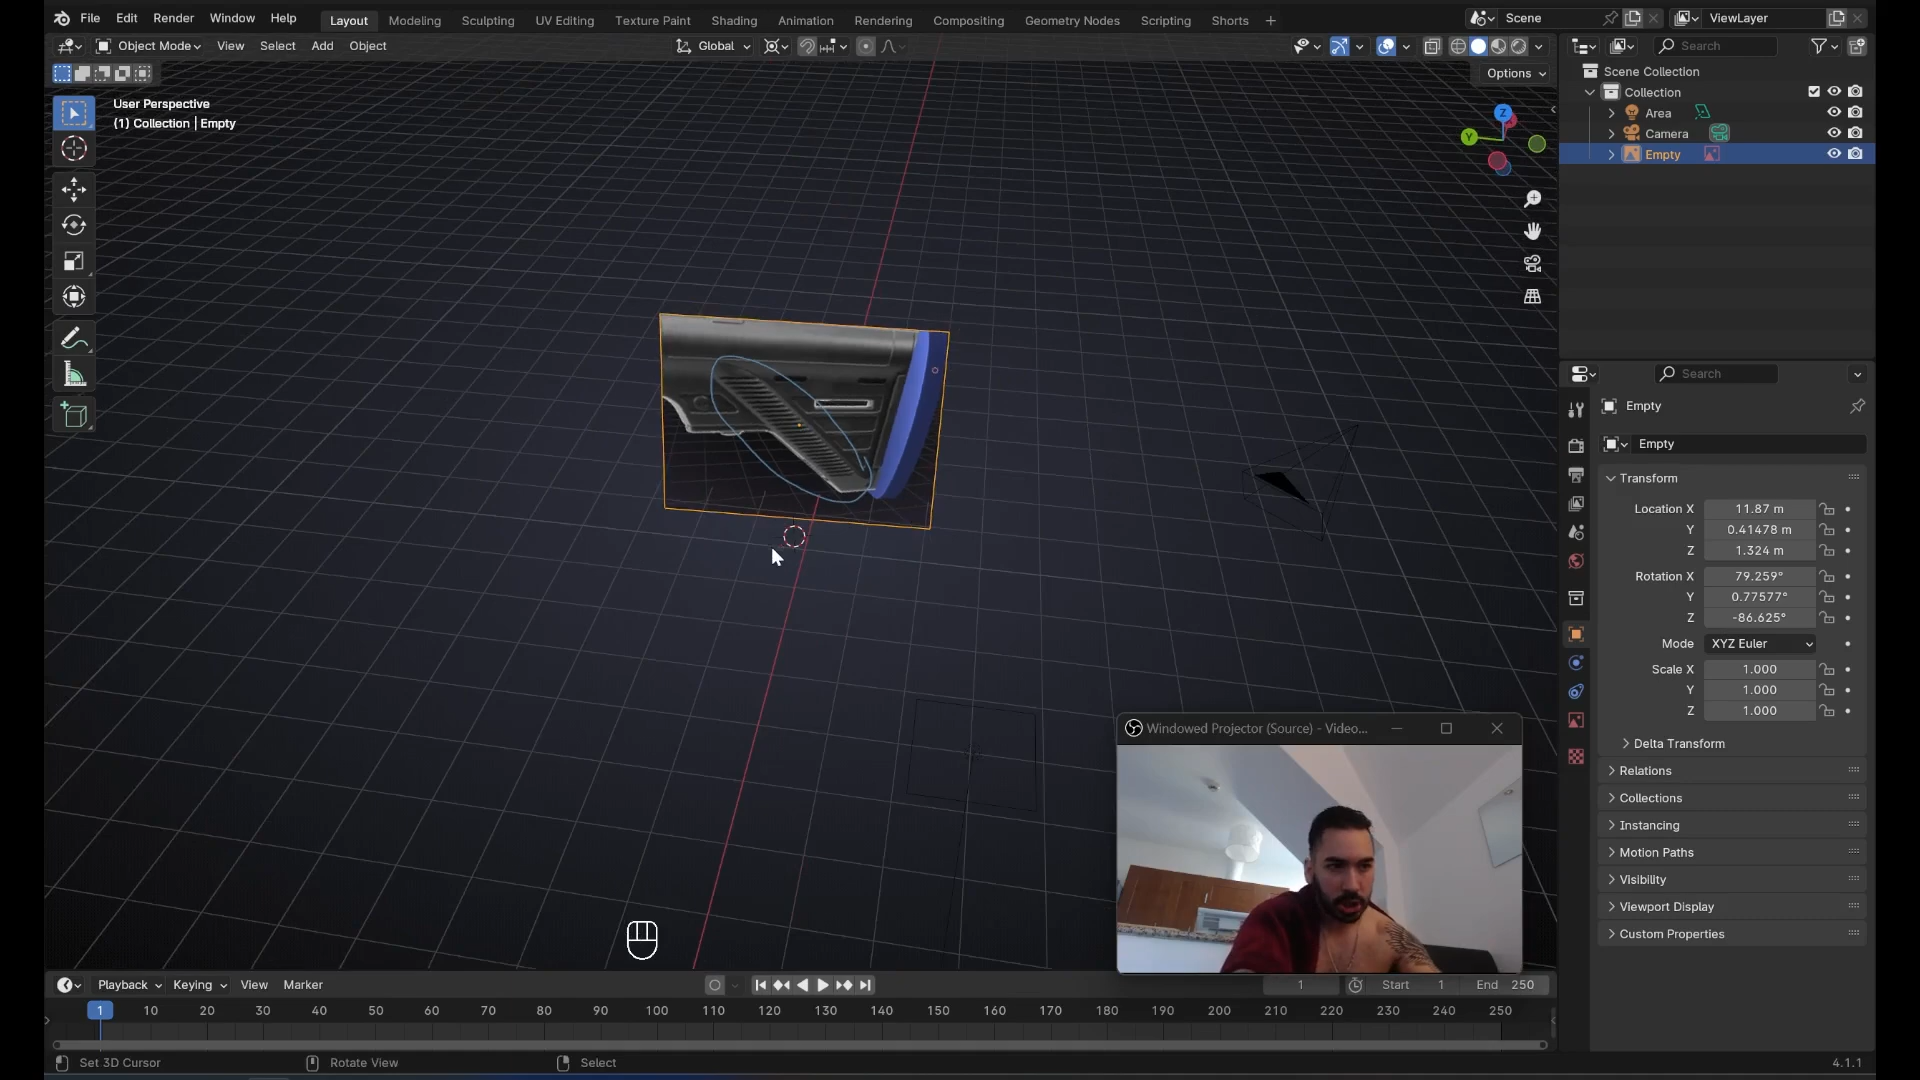 File Edit Render Window Help Layout Modeling Sculpting UV Editing Texture Paint Shading Animation Rendering Compositing Geometry Nodes Scripting Shorts + Scene ViewLayer
Object Mode View Select Add Object Global Search
Options
User Perspective
(1) Collection | Empty
Z
Y
Scene Collection
Collection
Area
Camera
Empty
Search
Empty
Empty
Transform
Location X 11.87 m
Y 0.41478 m
Z 1.324 m
Rotation X 79.259°
Y 0.77577°
Z -86.625°
Mode XYZ Euler
Scale X 1.000
Y 1.000
Z 1.000
Delta Transform
Relations
Collections
Instancing
Motion Paths
Visibility
Viewport Display
Custom Properties
Windowed Projector (Source) - Video...
Playback Keying View Marker 1 Start 1 End 250
1 10 20 30 40 50 60 70 80 90 100 110 120 130 140 150 160 170 180 190 200 210 220 230 240 250
Set 3D Cursor Rotate View Select 4.1.1